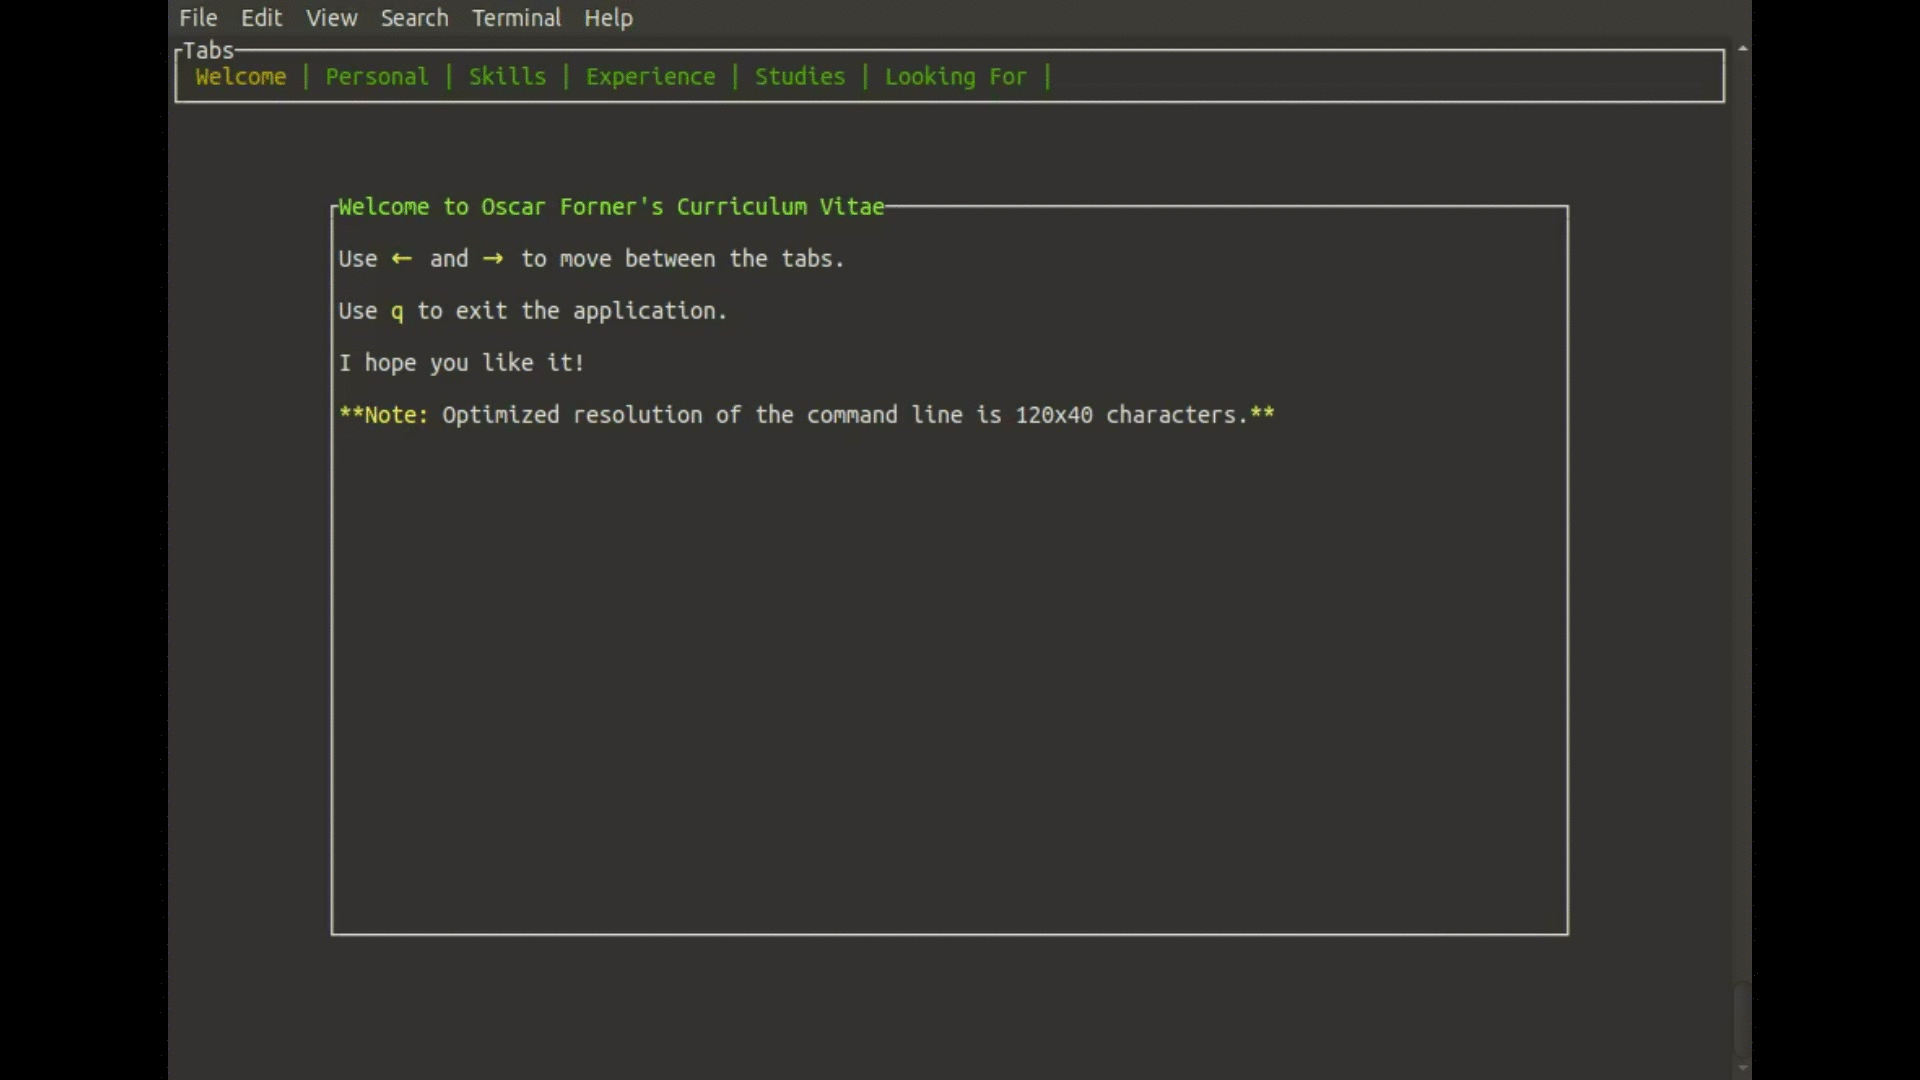 File Edit View Search Terminal Help
Tabs
Welcome | Personal | Skills | Experience | Studies | Looking For |
Welcome to Oscar Forner's Curriculum Vitae
Use ← and → to move between the tabs.
Use q to exit the application.
I hope you like it!
**Note: Optimized resolution of the command line is 120x40 characters.**